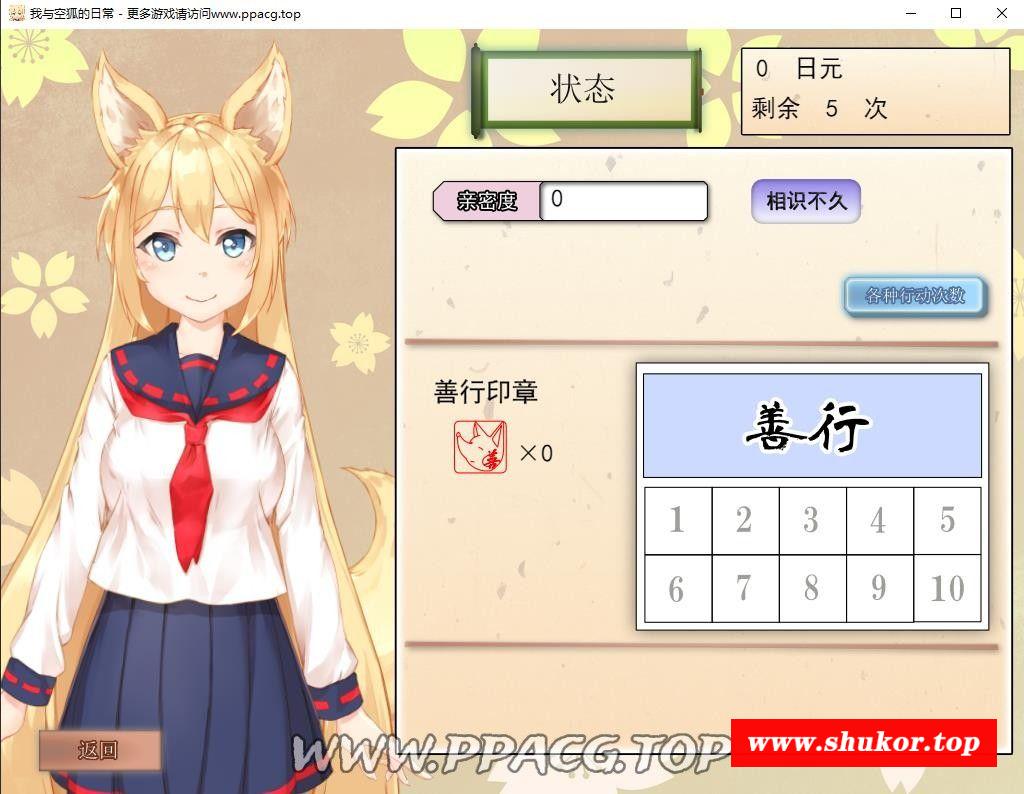 我与空狐的日常 - 更多游戏请访问www.ppacg.top
状态
0 日元
剩余 5 次
亲密度 0
相识不久
各种行动次数
善行印章
善
×0
善行
1 2 3 4 5
6 7 8 9 10
返回
WWW.PPACG.TOP
www.shukor.top